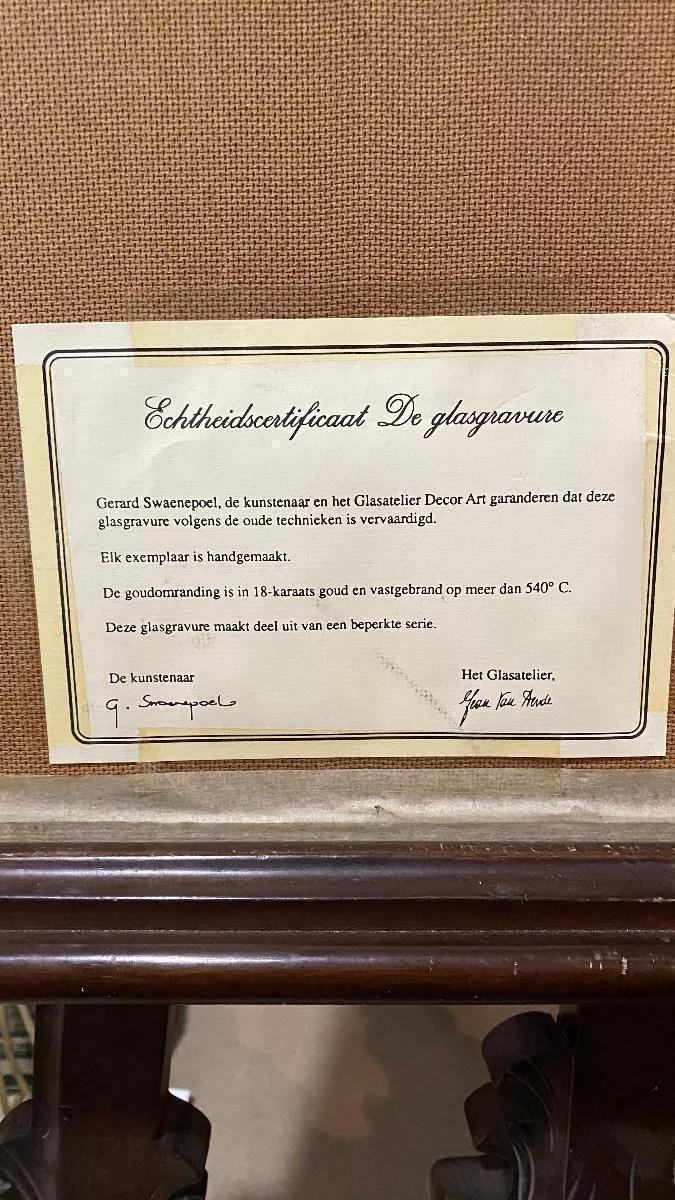 Echtheidscertificaat De glasgravure
Gerard Swaenepoel, de kunstenaar en het Glasatelier Decor Art garanderen dat deze
glasgravure volgens de oude technieken is vervaardigd.
Elk exemplaar is handgemaakt.
De goudomranding is in 18-karaats goud en vastgebrand op meer dan 540° C.
Deze glasgravure maakt deel uit van een beperkte serie.
De kunstenaar
Het Glasatelier,
G. Swaenepoel
Van